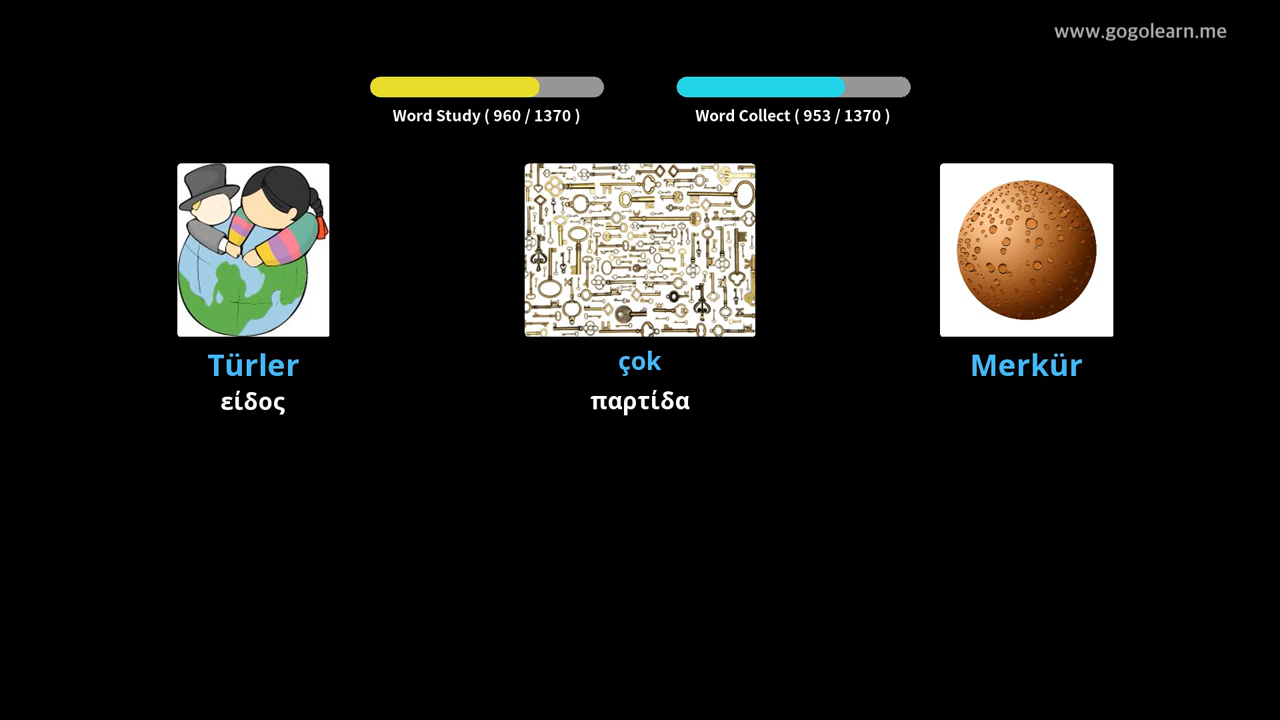 www.gogolearn.me
Word Study ( 960 / 1370 )
Word Collect ( 953 / 1370 )
Türler
çok
Merkür
είδος
παρτίδα